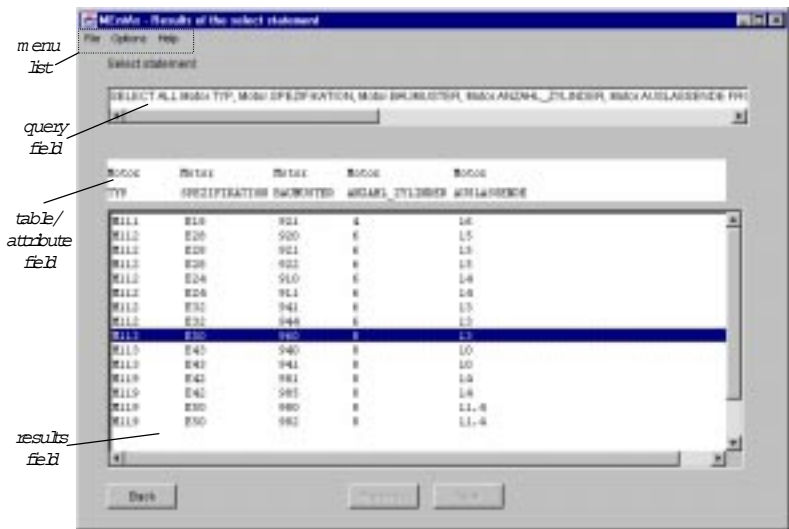 MEnMo - Results of the select statement
File Options Help
menu list
Select statement
SELECT ALL Motor.TYP, Motor.SPEZIFIKATION, Motor.BAUMUSTER, Motor.ANZAHL_ZYLINDER, Motor.AUSLASSENDE
query field
Motor Motor Motor Motor Motor
TYP SPEZIFIKATION BAUMUSTER ANZAHL_ZYLINDER AUSLASSENDE
table/ attribute field
M111 E18 921 4 16
M112 E28 920 6 15
M112 E28 921 6 15
M112 E28 922 6 15
M112 E24 910 6 14
M112 E24 911 6 14
M112 E32 941 6 13
M112 E32 944 6 13
M113 E50 960 8 13
M113 E43 940 8 10
M113 E43 941 8 10
M119 E42 981 8 14
M119 E42 985 8 14
M119 E50 980 8 11.4
M119 E50 982 8 11.4
results field
Back